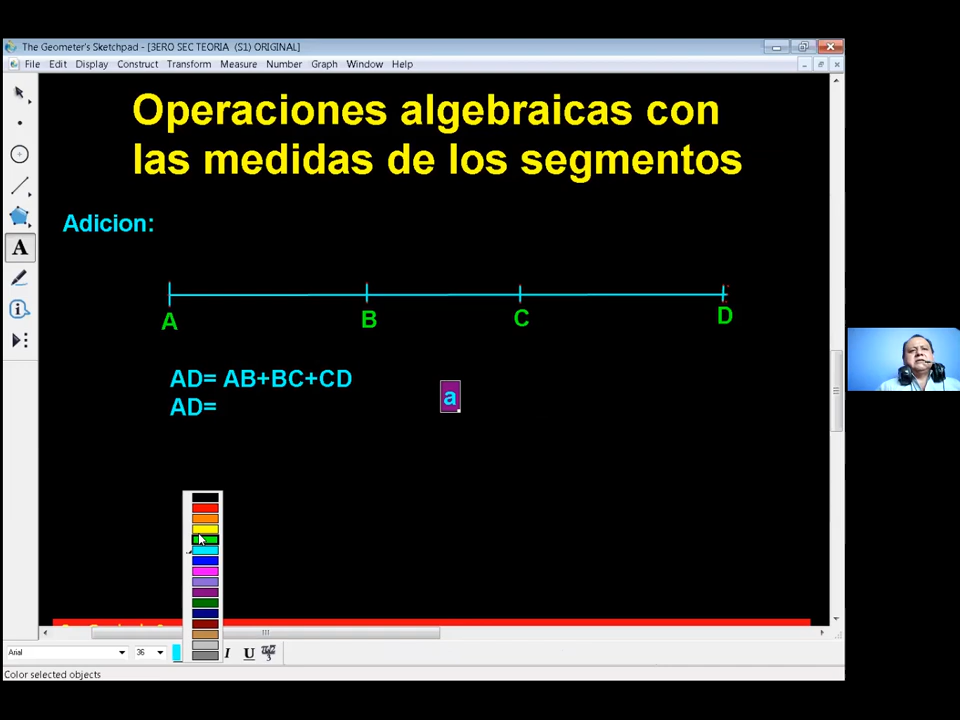 The Geometer's Sketchpad - [3ERO SEC TEORIA (S1) ORIGINAL]
File Edit Display Construct Transform Measure Number Graph Window Help
Operaciones algebraicas con
las medidas de los segmentos
Adicion:
A B C D
AD= AB+BC+CD
AD=
a
A
Arial 36 I U
Color selected objects